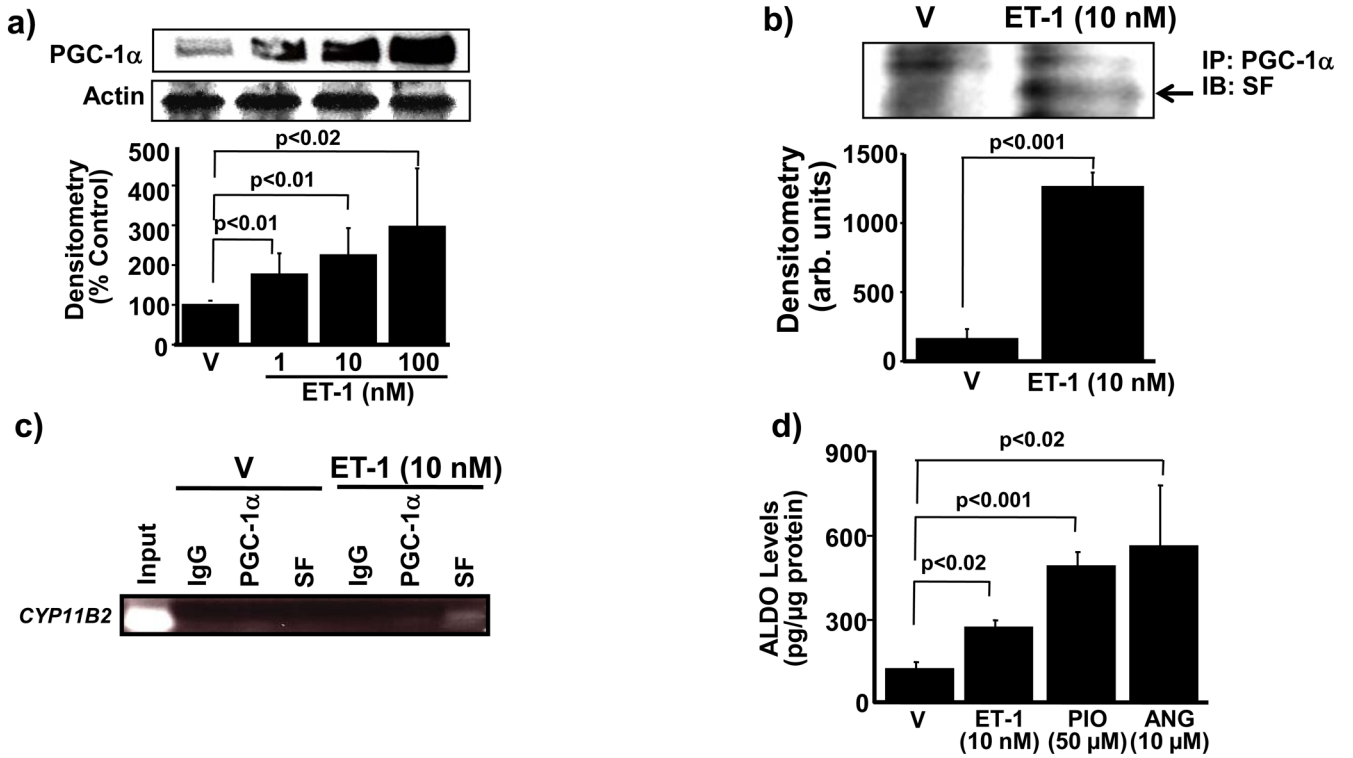 a)
PGC-1α
Actin
Densitometry
(% Control)
500
400
300
200
100
0
p<0.02
p<0.01
p<0.01
V
1
10
100
ET-1 (nM)
b)
V
ET-1 (10 nM)
IP: PGC-1α
IB: SF
Densitometry
(arb. units)
1500
1000
500
0
p<0.001
V
ET-1 (10 nM)
c)
V
ET-1 (10 nM)
Input
IgG
PGC-1α
SF
IgG
PGC-1α
SF
CYP11B2
d)
ALDO Levels
(pg/µg protein)
900
600
300
0
p<0.02
p<0.001
p<0.02
V
ET-1
(10 nM)
PIO
(50 µM)
ANG
(10 µM)